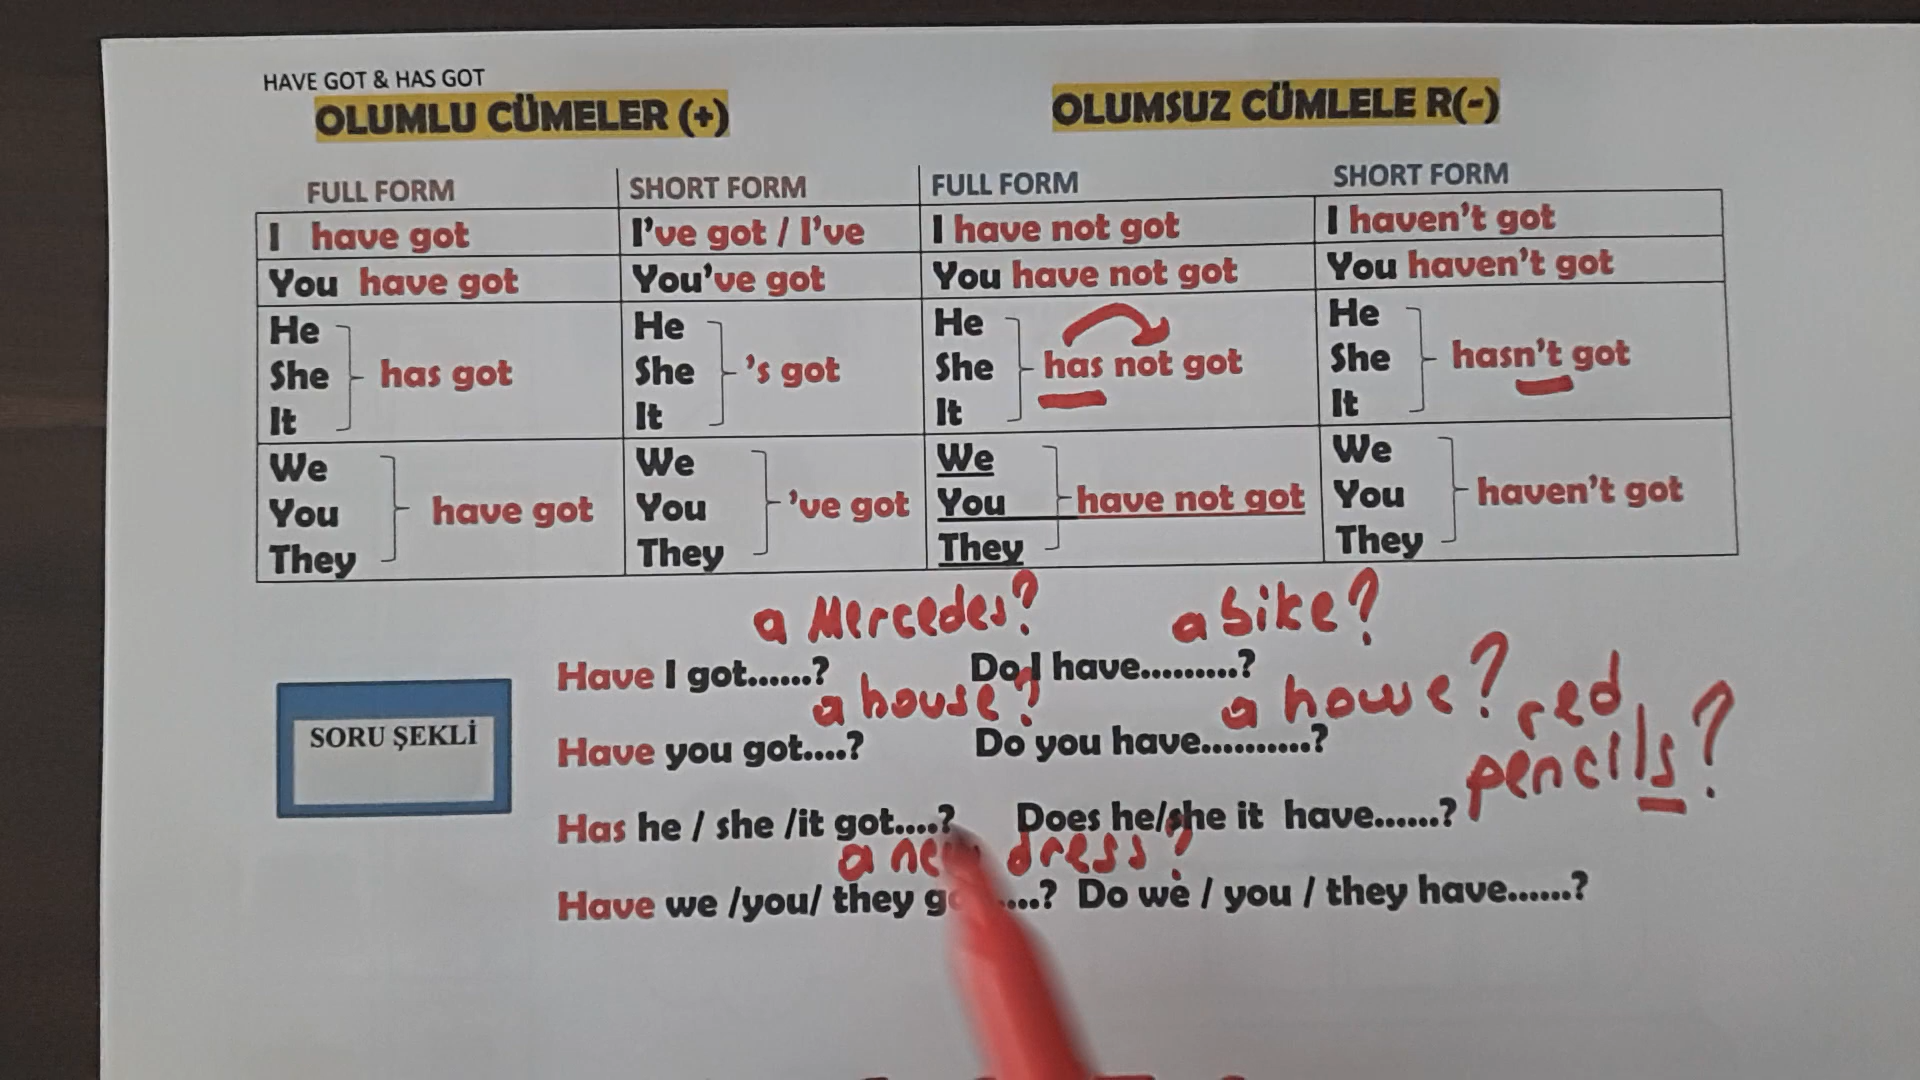 HAVE GOT & HAS GOT
OLUMLU CÜMELER (+)
OLUMSUZ CÜMLELE R(-)
FULL FORM SHORT FORM FULL FORM SHORT FORM
I have got I've got / I've I have not got I haven't got
You have got You've got You have not got You haven't got
He He He He
She has got She 's got She has not got She hasn't got
It It It It
We We We We
You have got You 've got You have not got You haven't got
They They They They
a Mercedes? a bike?
Have I got......? Do I have.........?
a house? a house? red
Have you got....? Do you have..........? pencils?
SORU ŞEKLİ
Has he / she /it got....? Does he/she it have......?
a dress?
Have we /you/ they ....? Do we / you / they have......?